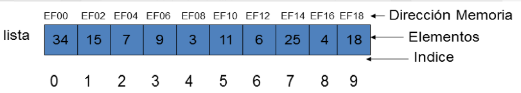 EF00 EF02 EF04 EF06 EF08 EF10 EF12 EF14 EF16 EF18 Dirección Memoria
lista 34 15 7 9 3 11 6 25 4 18 Elementos
Indice
0 1 2 3 4 5 6 7 8 9